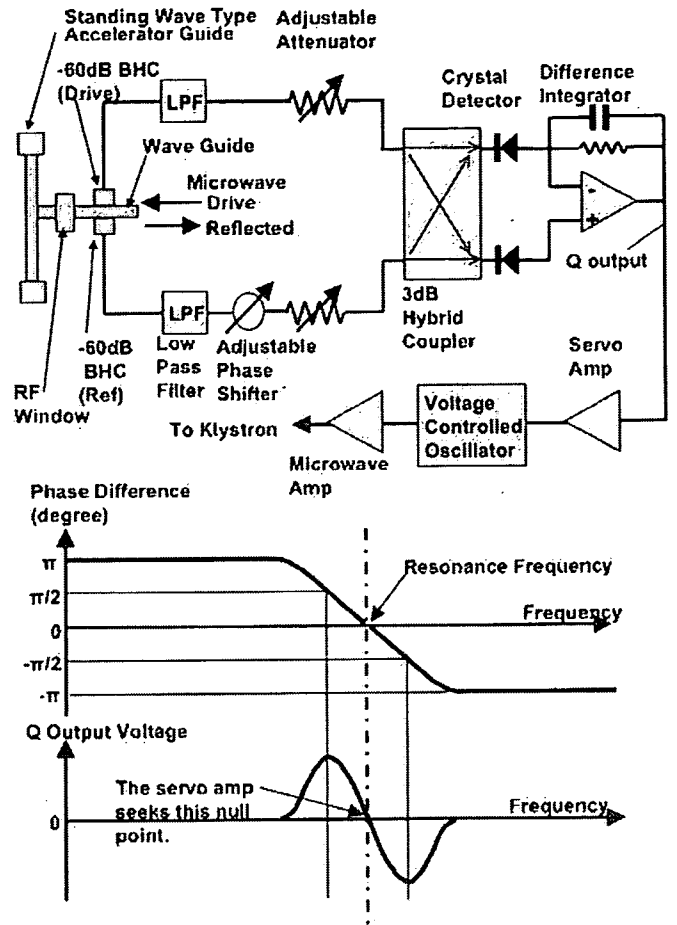 Standing Wave Type
Accelerator Guide
Adjustable
Attenuator
-60dB BHC
(Drive)
LPF
Crystal
Detector
Difference
Integrator
Wave Guide
Microwave
Drive
Reflected
-
+
Q output
3dB
Hybrid
Coupler
-60dB
BHC
(Ref)
LPF
Low
Pass
Filter
Adjustable
Phase
Shifter
RF
Window
Servo
Amp
To Klystron
Voltage
Controlled
Oscillator
Microwave
Amp
Phase Difference
(degree)
π
π/2
0
-π/2
-π
Resonance Frequency
Frequency
Q Output Voltage
The servo amp
seeks this null
point.
0
Frequency